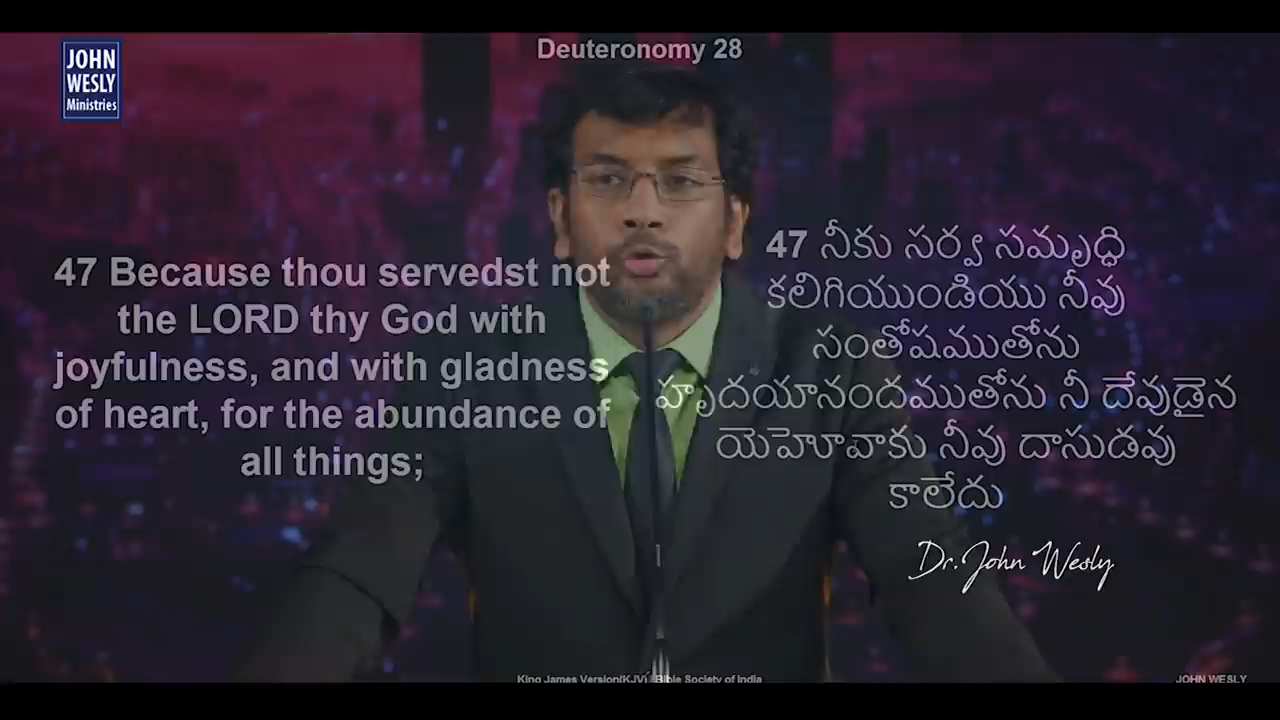 JOHN
WESLY
Ministries
Deuteronomy 28
47 Because thou servedst not
the LORD thy God with
joyfulness, and with gladness
of heart, for the abundance of
all things;
47 నీకు సర్వ సమృద్ధి
కలిగియుండియు నీవు
సంతోషముతోను
హృదయానందముతోను నీ దేవుడైన
యెహోవాకు నీవు దాసుడవు
కాలేదు
Dr. John Wesly
King James Version(KJV) Bible Society of India
JOHN WESLY